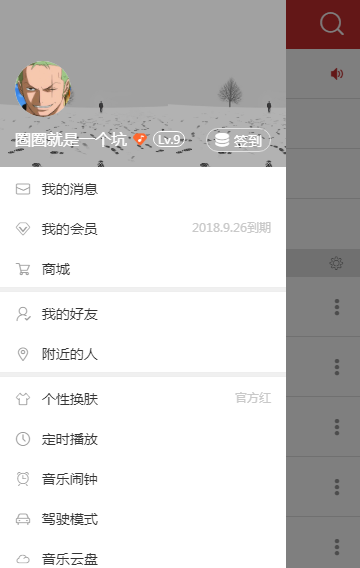 圈圈就是一个坑 Lv.9 签到
我的消息
我的会员 2018.9.26到期
商城
我的好友
附近的人
个性换肤 官方红
定时播放
音乐闹钟
驾驶模式
音乐云盘